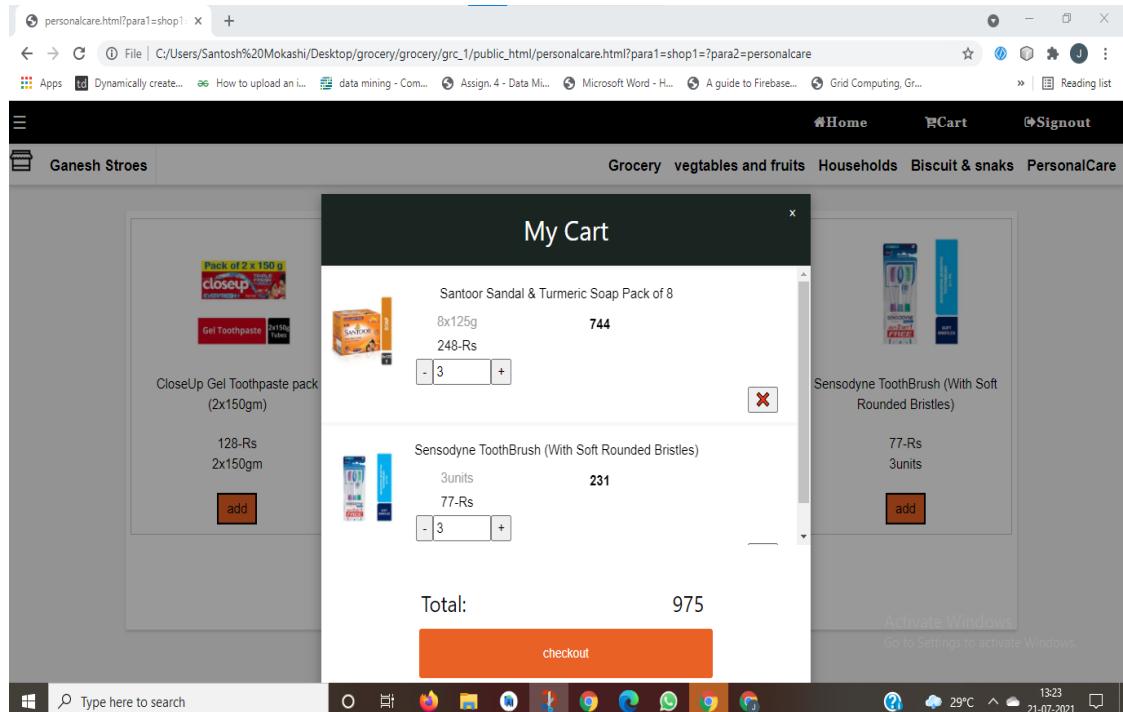 personalcare.html?para1=shop1
File | C:/Users/Santosh%20Mokashi/Desktop/grocery/grocery/grc_1/public_html/personalcare.html?para1=shop1=?para2=personalcare
J
Apps td Dynamically create... How to upload an i... data mining - Com... Assign. 4 - Data Mi... Microsoft Word - H... A guide to Firebase... Grid Computing, Gr... » Reading list
Home Cart Signout
Ganesh Stroes Grocery vegtables and fruits Households Biscuit & snaks PersonalCare
My Cart x
Pack of 2 x 150 g
closeup
Gel Toothpaste 2x150g Tubes
CloseUp Gel Toothpaste pack
(2x150gm)
128-Rs
2x150gm
add
Santoor Sandal & Turmeric Soap Pack of 8
8x125g 744
248-Rs
- 3 +
SANTOOR
Sensodyne ToothBrush (With Soft Rounded Bristles)
3units 231
77-Rs
- 3 +
Total: 975
checkout
FREE
Sensodyne ToothBrush (With Soft
Rounded Bristles)
77-Rs
3units
add
Activate Windows
Go to Settings to activate Windows.
Type here to search
29°C
13:23
21-07-2021